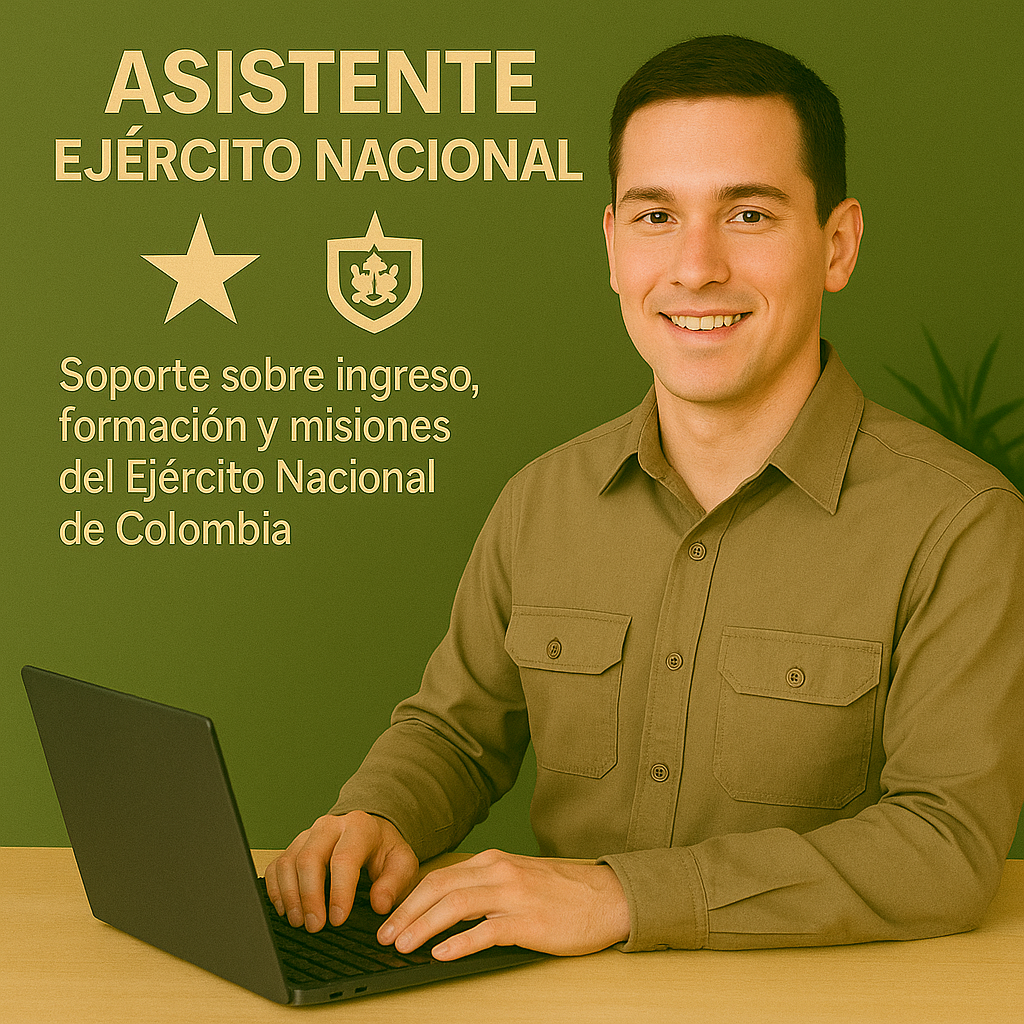 ASISTENTE
EJÉRCITO NACIONAL
Soporte sobre ingreso,
formación y misiones
del Ejército Nacional
de Colombia